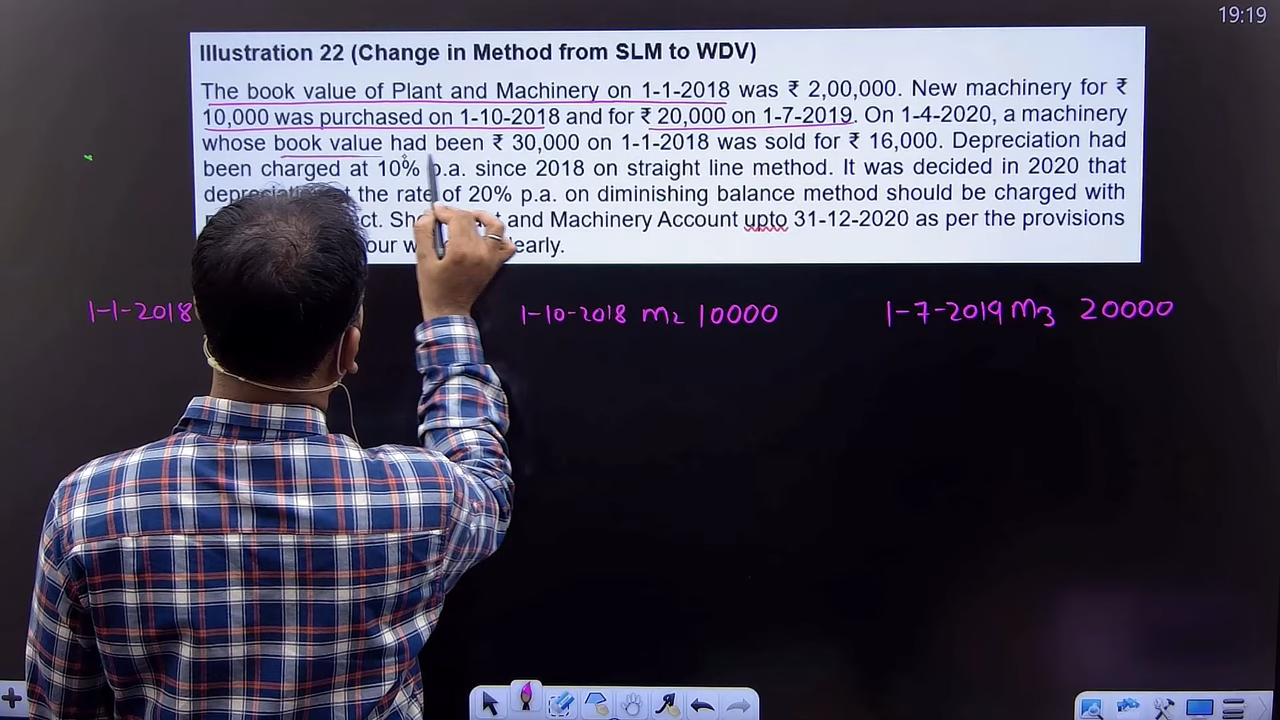 19:19
Illustration 22 (Change in Method from SLM to WDV)
The book value of Plant and Machinery on 1-1-2018 was ₹ 2,00,000. New machinery for ₹
10,000 was purchased on 1-10-2018 and for ₹ 20,000 on 1-7-2019. On 1-4-2020, a machinery
whose book value had been ₹ 30,000 on 1-1-2018 was sold for ₹ 16,000. Depreciation had
been charged at 10% p.a. since 2018 on straight line method. It was decided in 2020 that
the rate of 20% p.a. on diminishing balance method should be charged with
and Machinery Account upto 31-12-2020 as per the provisions
1-1-2018 1-10-2018 m2 10000 1-7-2019 m3 20000